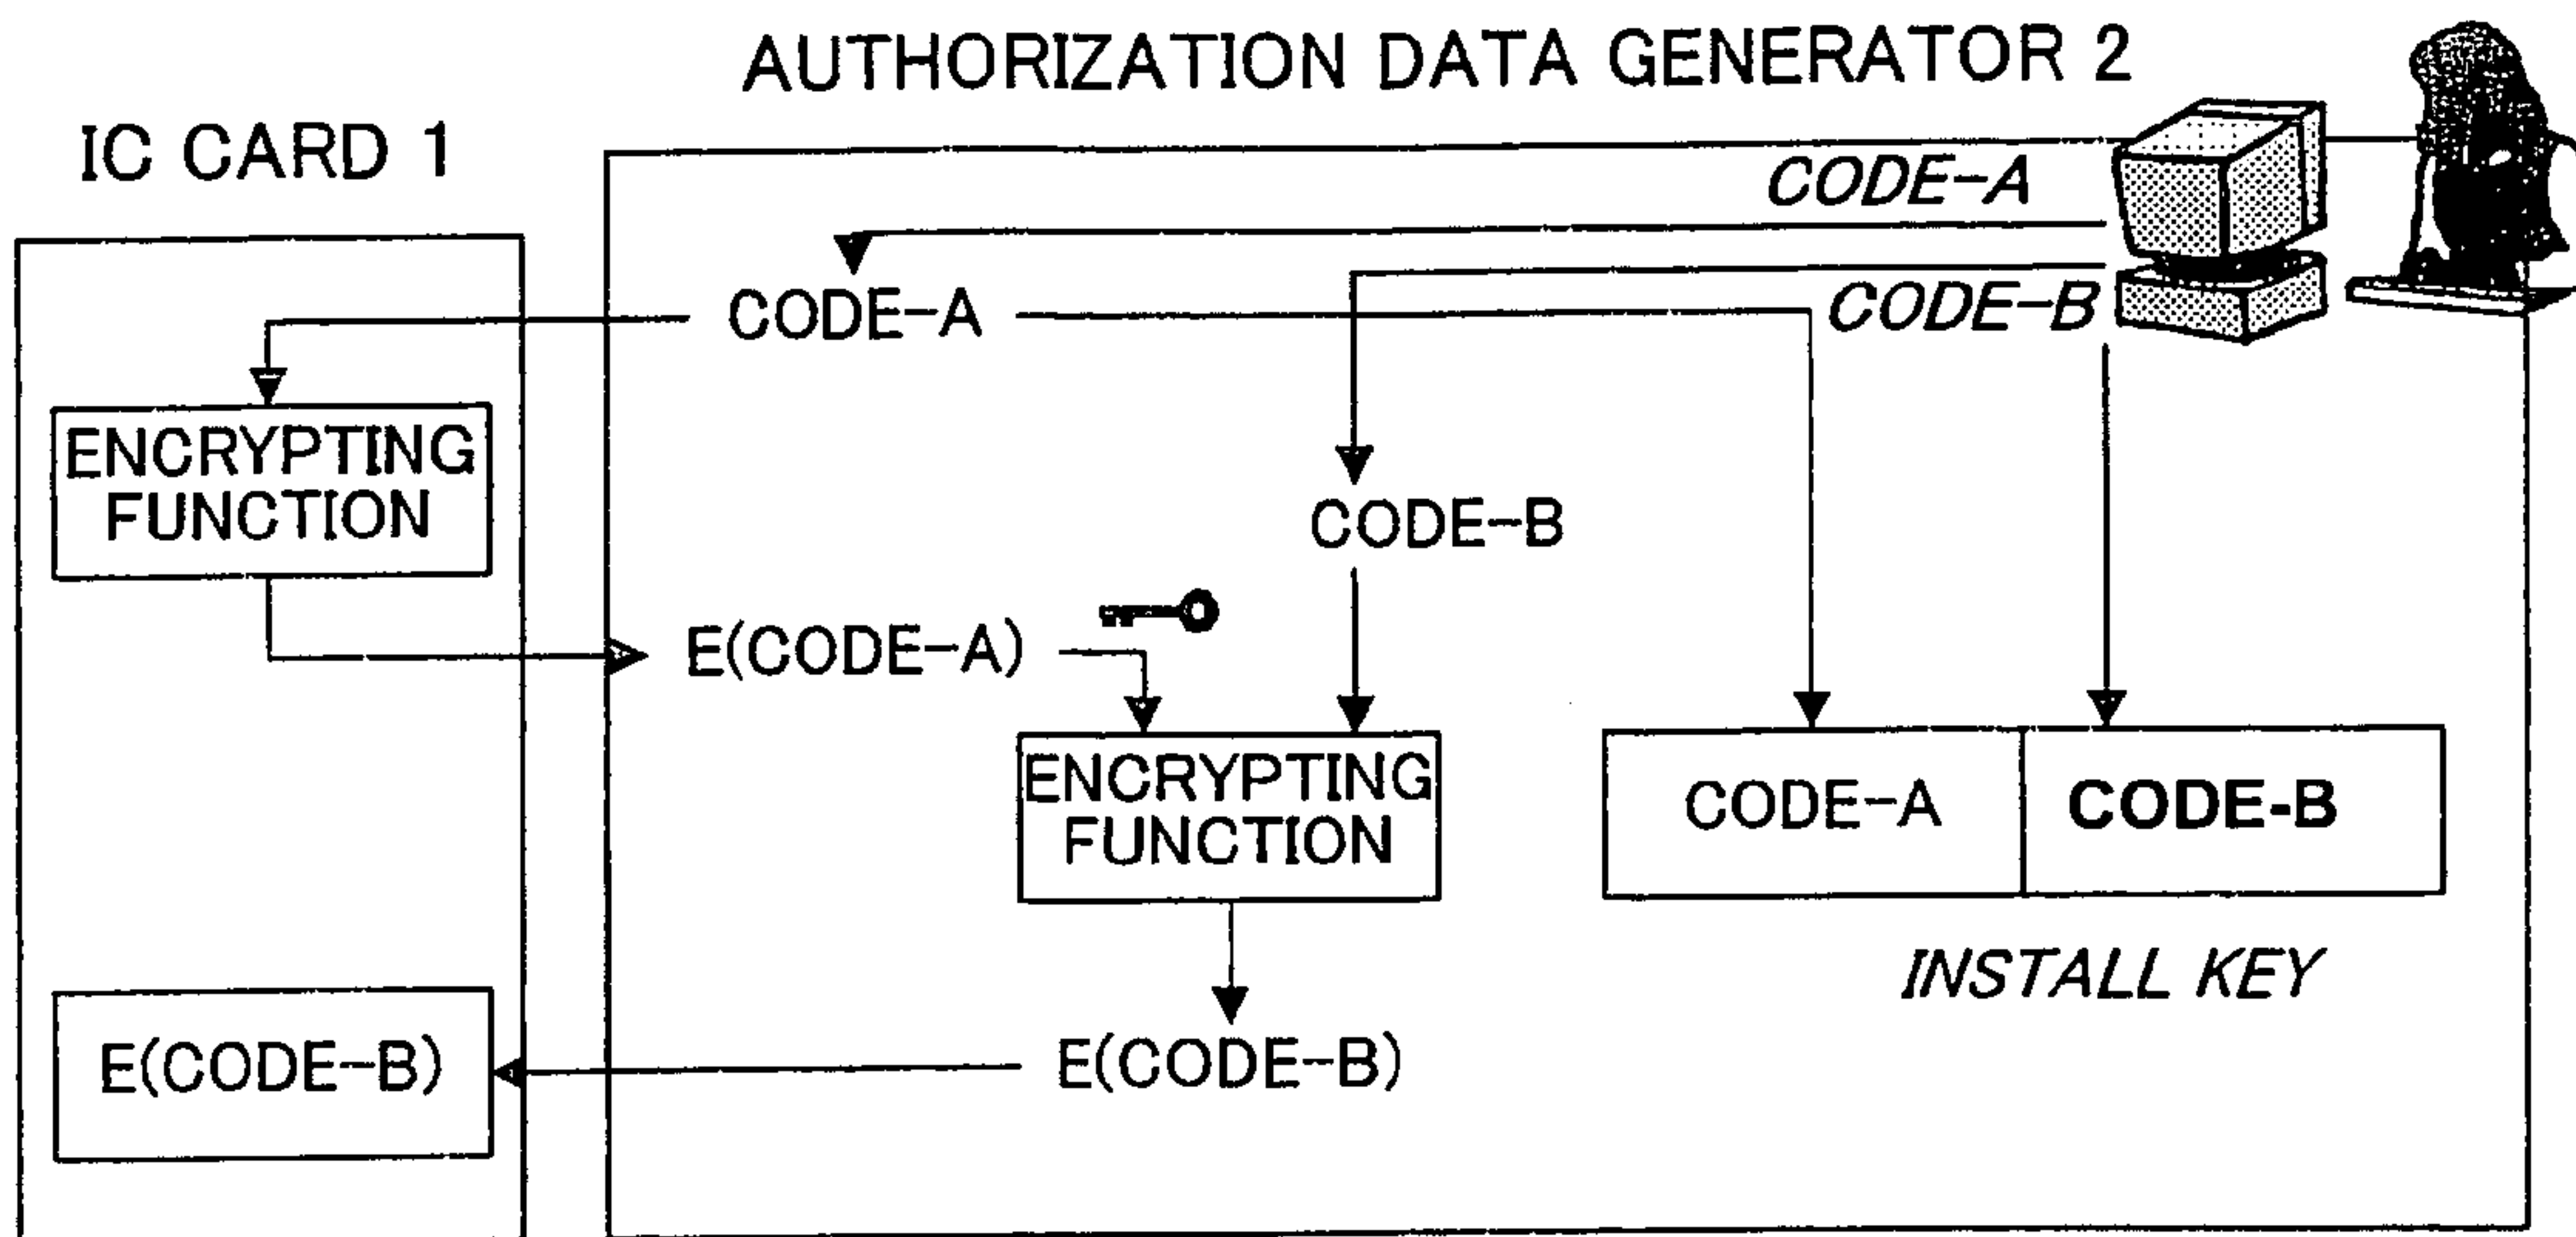 AUTHORIZATION DATA GENERATOR 2
IC CARD 1
CODE-A
CODE-A
CODE-B
ENCRYPTING
FUNCTION
CODE-B
E(CODE-A)
ENCRYPTING
FUNCTION
CODE-A
CODE-B
INSTALL KEY
E(CODE-B)
E(CODE-B)